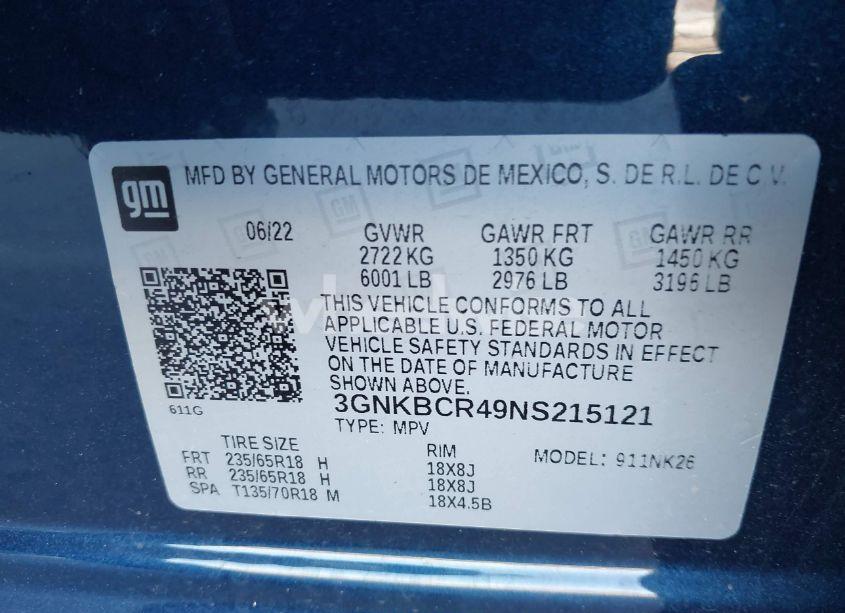 gm
MFD BY GENERAL MOTORS DE MEXICO, S. DE R.L. DE C.V.
06/22 GVWR GAWR FRT GAWR RR
2722 KG 1350 KG 1450 KG
6001 LB 2976 LB 3196 LB
THIS VEHICLE CONFORMS TO ALL
APPLICABLE U.S. FEDERAL MOTOR
VEHICLE SAFETY STANDARDS IN EFFECT
ON THE DATE OF MANUFACTURE
SHOWN ABOVE.
611G
3GNKBCR49NS215121
TYPE: MPV
TIRE SIZE RIM MODEL: 911NK26
FRT 235/65R18 H 18X8J
RR 235/65R18 H 18X8J
SPA T135/70R18 M 18X4.5B